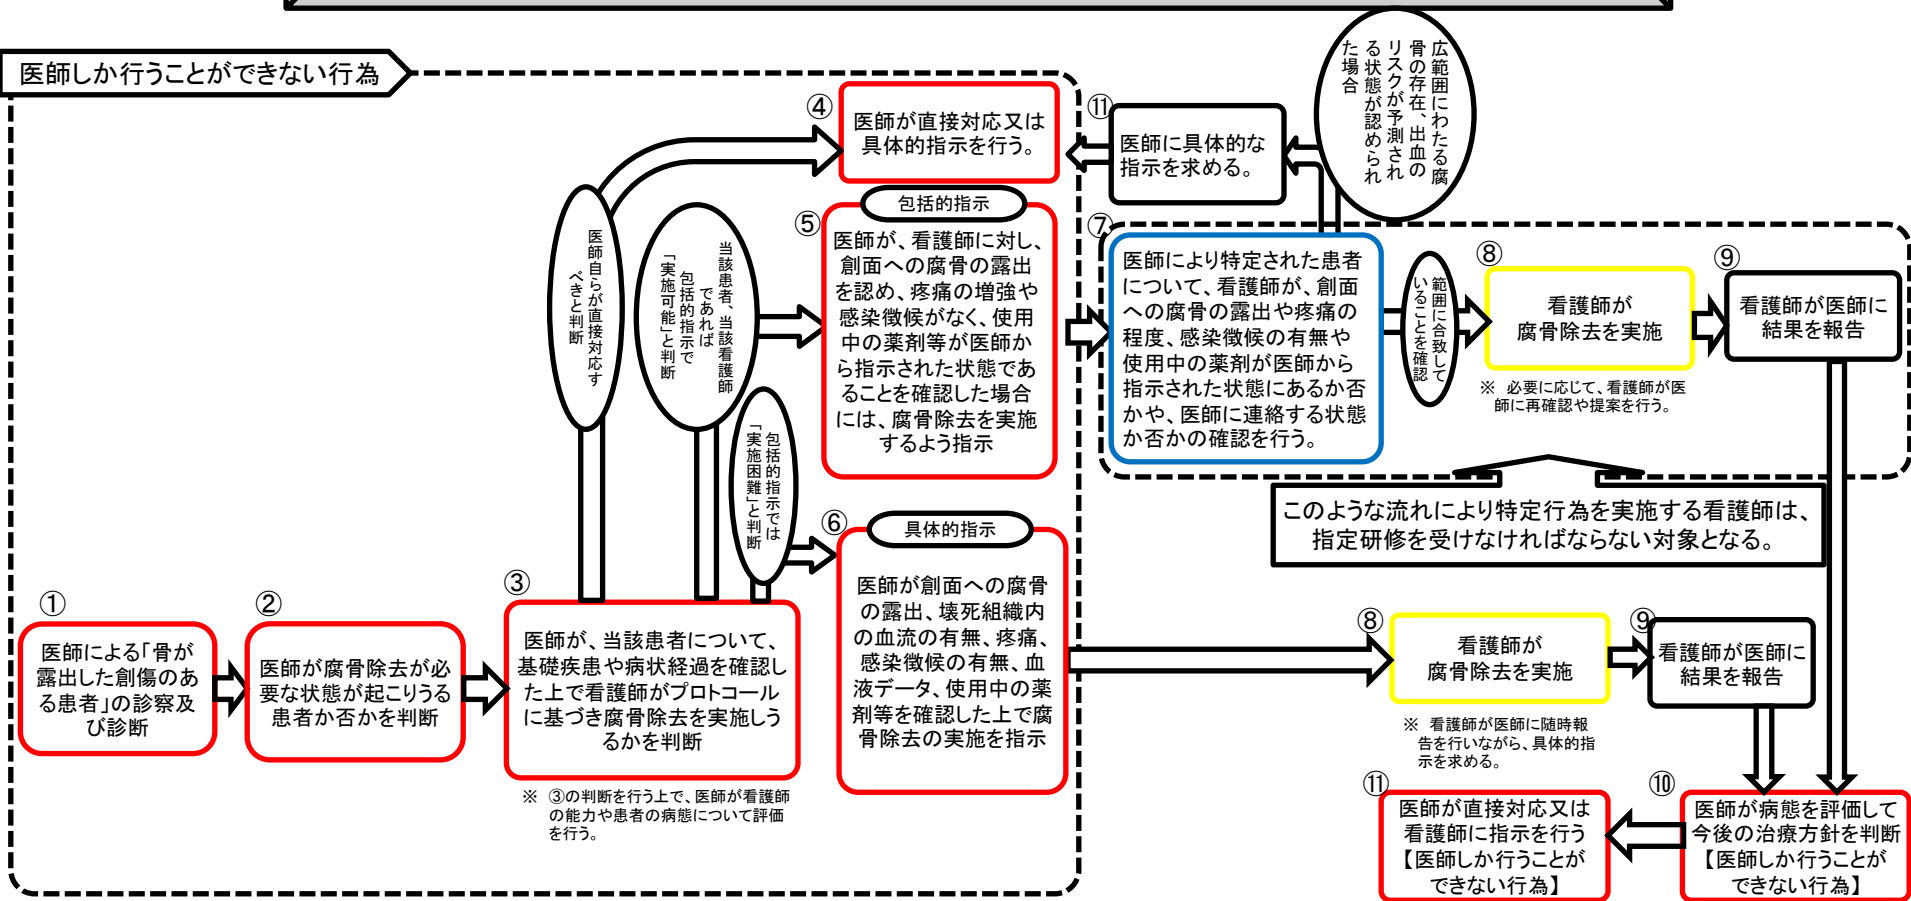 医師しか行うことができない行為
①
医師による「骨が
露出した創傷のあ
る患者」の診察及
び診断
②
医師が腐骨除去が必
要な状態が起こりうる
患者か否かを判断
③
医師が、当該患者について、
基礎疾患や病状経過を確認し
た上で看護師がプロトコール
に基づき腐骨除去を実施しう
るかを判断
※ ③の判断を行う上で、医師が看護師
の能力や患者の病態について評価
を行う。
医師自らが直接対応す
べきと判断
当該患者、当該看護師
であれば
包括的指示で
「実施可能」と判断
包括的指示では
「実施困難」と判断
④
医師が直接対応又は
具体的指示を行う。
⑤
包括的指示
医師が、看護師に対し、
創面への腐骨の露出
を認め、疼痛の増強や
感染徴候がなく、使用
中の薬剤等が医師か
ら指示された状態であ
ることを確認した場合
には、腐骨除去を実施
するよう指示
⑥
具体的指示
医師が創面への腐骨
の露出、壊死組織内
の血流の有無、疼痛、
感染徴候の有無、血
液データ、使用中の薬
剤等を確認した上で腐
骨除去の実施を指示
⑪
医師に具体的な
指示を求める。
広範囲にわたる腐
骨の存在、出血の
リスクが予測され
る状態が認められ
た場合
⑦
医師により特定された患者
について、看護師が、創面
への腐骨の露出や疼痛の
程度、感染徴候の有無や
使用中の薬剤が医師から
指示された状態にあるか否
かや、医師に連絡する状態
か否かの確認を行う。
範囲に合致して
いることを確認
⑧
看護師が
腐骨除去を実施
※ 必要に応じて、看護師が医
師に再確認や提案を行う。
⑨
看護師が医師に
結果を報告
このような流れにより特定行為を実施する看護師は、
指定研修を受けなければならない対象となる。
⑧
看護師が
腐骨除去を実施
※ 看護師が医師に随時報
告を行いながら、具体的指
示を求める。
⑨
看護師が医師に
結果を報告
⑩
医師が病態を評価して
今後の治療方針を判断
【医師しか行うことが
できない行為】
⑪
医師が直接対応又は
看護師に指示を行う
【医師しか行うことが
できない行為】